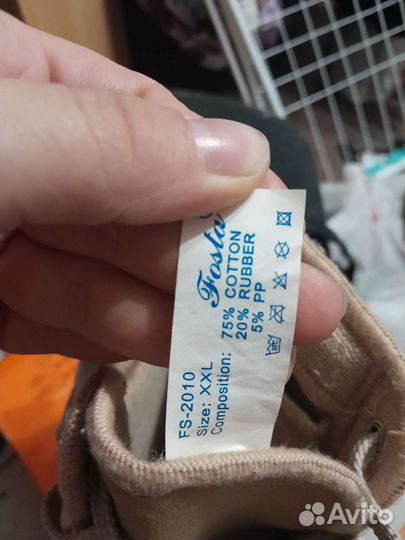 Fosta
FS-2010
Size: XXL
Composition: 75% COTTON
20% RUBBER
5% PP
Avito